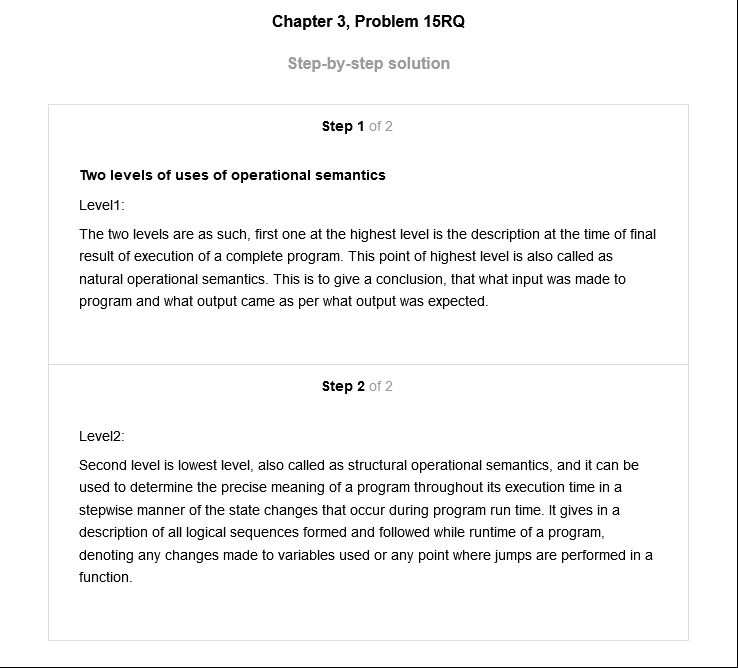 Chapter 3, Problem 15RQ
Step-by-step solution
Step 1 of 2
Two levels of uses of operational semantics
Level1:
The two levels are as such, first one at the highest level is the description at the time of final
result of execution of a complete program. This point of highest level is also called as
natural operational semantics. This is to give a conclusion, that what input was made to
program and what output came as per what output was expected.
Step 2 of 2
Level2:
Second level is lowest level, also called as structural operational semantics, and it can be
used to determine the precise meaning of a program throughout its execution time in a
stepwise manner of the state changes that occur during program run time. It gives in a
description of all logical sequences formed and followed while runtime of a program,
denoting any changes made to variables used or any point where jumps are performed in a
function.